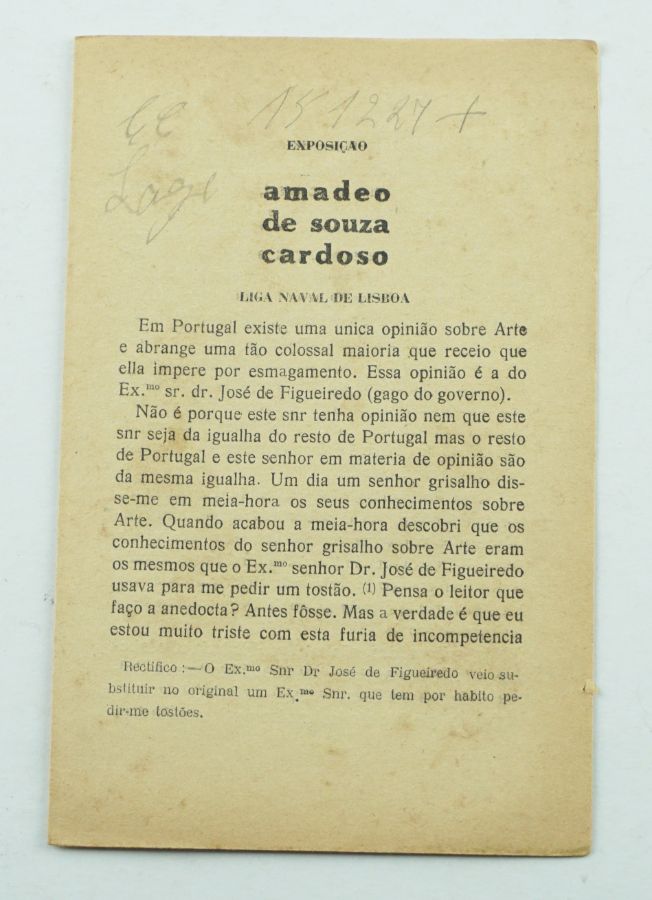 151227+
EXPOSIÇAO
amadeo
de souza
cardoso
LIGA NAVAL DE LISBOA
Em Portugal existe uma unica opinião sobre Arte
e abrange uma tão colossal maioria que receio que
ella impere por esmagamento. Essa opinião é a do
Ex.mo sr. dr. José de Figueiredo (gago do governo).
Não é porque este snr tenha opinião nem que este
snr seja da igualha do resto de Portugal mas o resto
de Portugal e este senhor em materia de opinião são
da mesma igualha. Um dia um senhor grisalho dis-
se-me em meia-hora os seus conhecimentos sobre
Arte. Quando acabou a meia-hora descobri que os
conhecimentos do senhor grisalho sobre Arte eram
os mesmos que o Ex.mo senhor Dr. José de Figueiredo
usava para me pedir um tostão. (1) Pensa o leitor que
faço a anedocta? Antes fôsse. Mas a verdade é que eu
estou muito triste com esta furia de incompetencia
Rectifico:—O Ex.mo Snr Dr José de Figueiredo veio su-
bstituir no original um Ex.mo Snr. que tem por habito pe-
dir-me tostões.